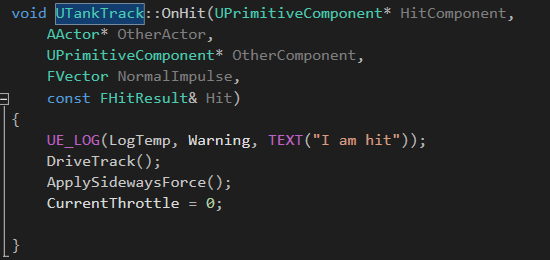 void UTankTrack::OnHit(UPrimitiveComponent* HitComponent,
    AActor* OtherActor,
    UPrimitiveComponent* OtherComponent,
    FVector NormalImpulse,
    const FHitResult& Hit)
{
    UE_LOG(LogTemp, Warning, TEXT("I am hit"));
    DriveTrack();
    ApplySidewaysForce();
    CurrentThrottle = 0;
}